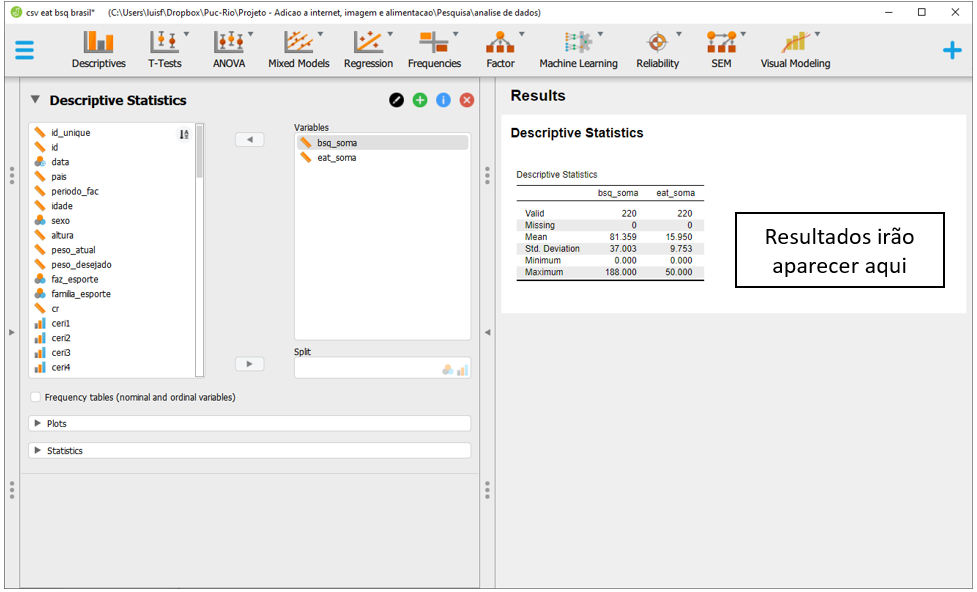 csv eat bsq brasil* (C:\Users\luisf\Dropbox\Puc-Rio\Projeto - Adicao a internet, imagem e alimentacao\Pesquisa\analise de dados)
Descriptives T-Tests ANOVA Mixed Models Regression Frequencies Factor Machine Learning Reliability SEM Visual Modeling
Descriptive Statistics
id_unique
id
data
pais
periodo_fac
idade
sexo
altura
peso_atual
peso_desejado
faz_esporte
familia_esporte
cr
ceri1
ceri2
ceri3
ceri4
Variables
bsq_soma
eat_soma
Split
Frequency tables (nominal and ordinal variables)
Plots
Statistics
Results
Descriptive Statistics
Descriptive Statistics
bsq_soma eat_soma
Valid 220 220
Missing 0 0
Mean 81.359 15.950
Std. Deviation 37.003 9.753
Minimum 0.000 0.000
Maximum 188.000 50.000
Resultados irão
aparecer aqui